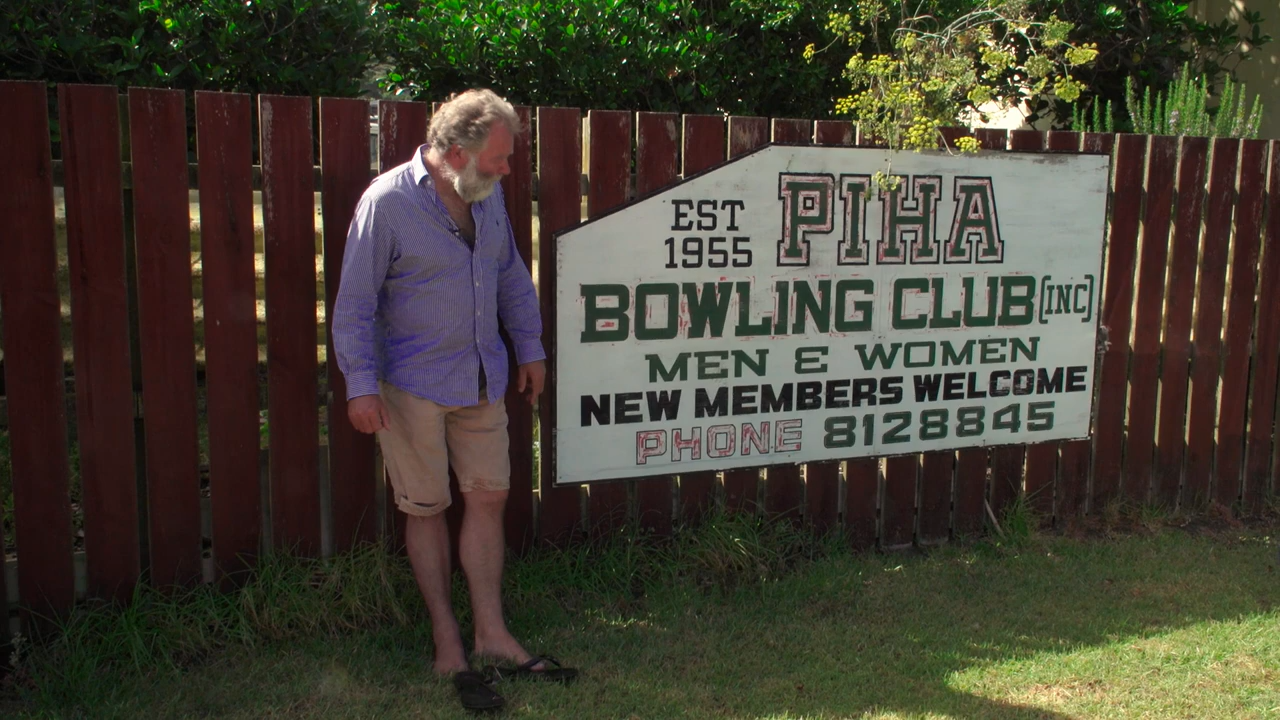 EST
1955
PIHA
BOWLING CLUB (INC)
MEN & WOMEN
NEW MEMBERS WELCOME
PHONE 8128845